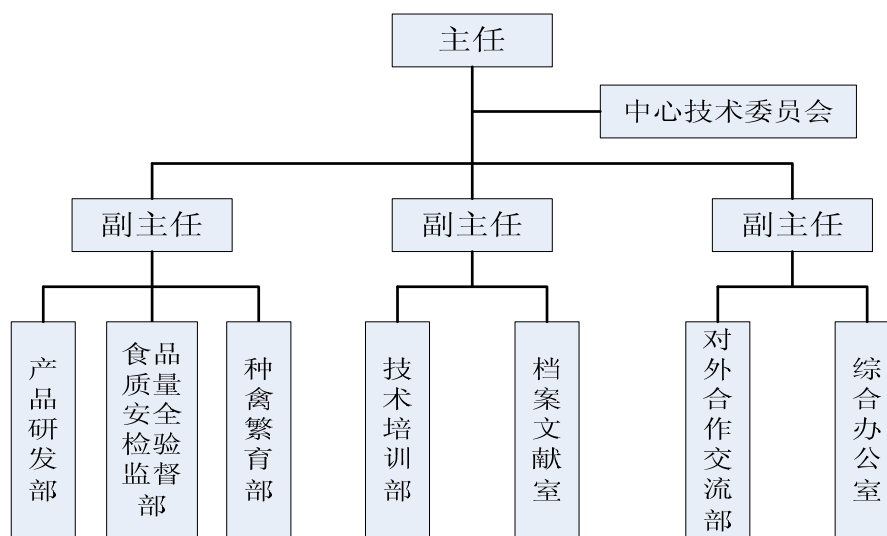 主任
中心技术委员会
副主任
副主任
副主任
产品研发部
食品质量安全检验监督部
种禽繁育部
技术培训部
档案文献室
对外合作交流部
综合办公室